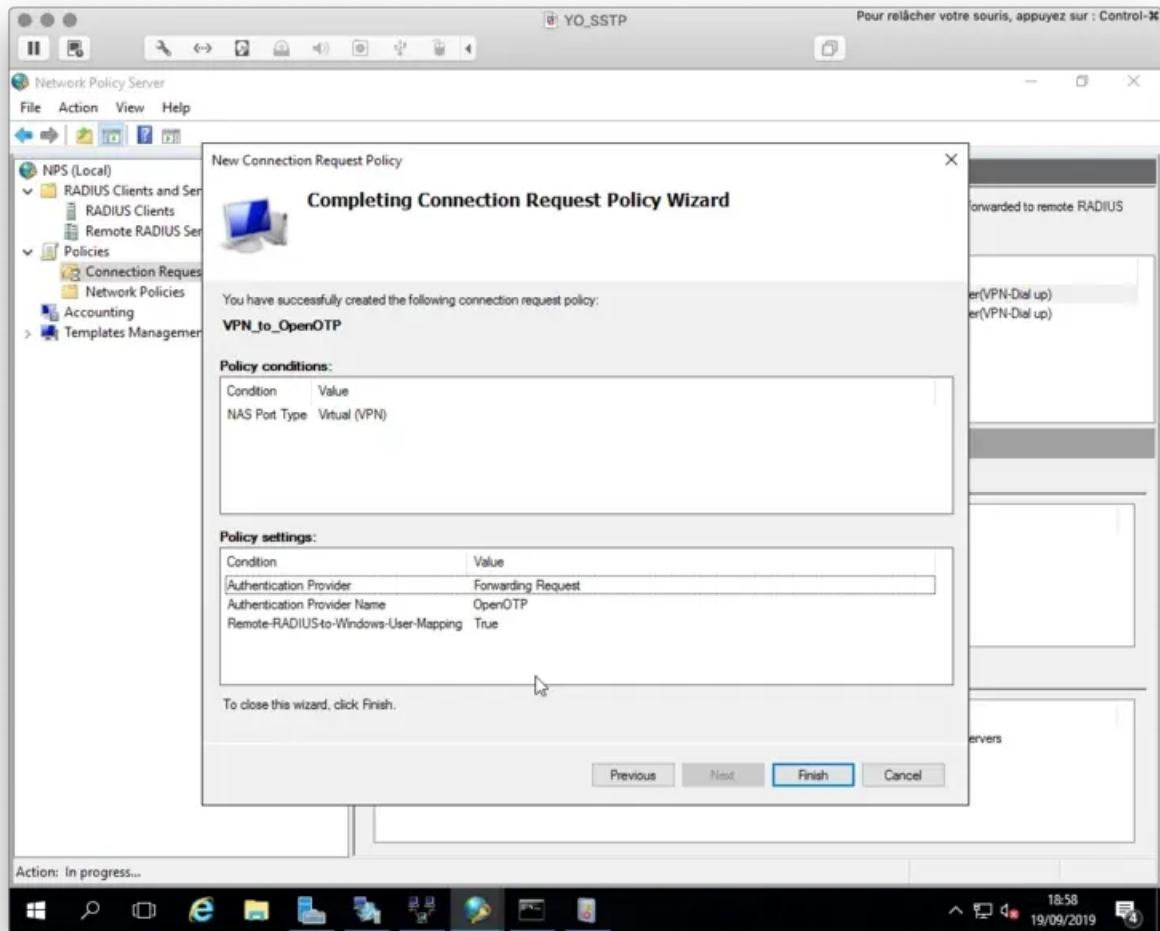 YO_SSTP
Pour relâcher votre souris, appuyez sur : Control-⌘
Network Policy Server
File Action View Help
NPS (Local)
RADIUS Clients and Ser
RADIUS Clients
Remote RADIUS Ser
Policies
Connection Reques
Network Policies
Accounting
Templates Managemer
New Connection Request Policy
Completing Connection Request Policy Wizard
You have successfully created the following connection request policy:
VPN_to_OpenOTP
Policy conditions:
Condition Value
NAS Port Type Virtual (VPN)
Policy settings:
Condition Value
Authentication Provider Forwarding Request
Authentication Provider Name OpenOTP
Remote-RADIUS-to-Windows-User-Mapping True
To close this wizard, click Finish.
Previous Next Finish Cancel
orwarded to remote RADIUS
er(VPN-Dial up)
er(VPN-Dial up)
ervers
Action: In progress...
18:58
19/09/2019
4